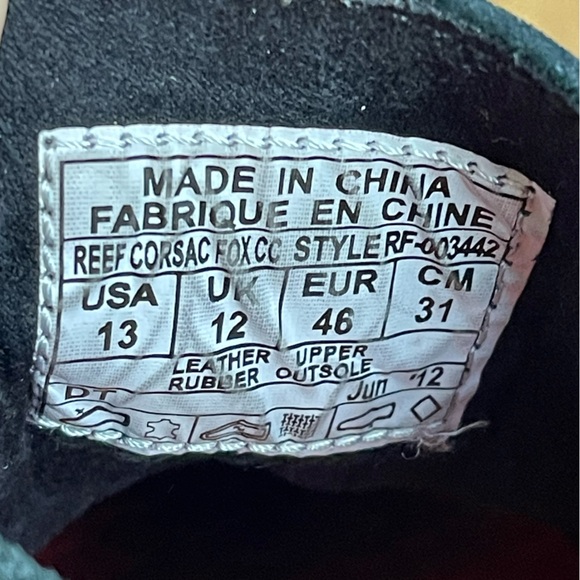 MADE IN CHINA
FABRIQUE EN CHINE
REEF CORSAC FOX CC STYLE RF-003442
USA UK EUR CM
13 12 46 31
LEATHER UPPER
RUBBER OUTSOLE
DT Jun '12